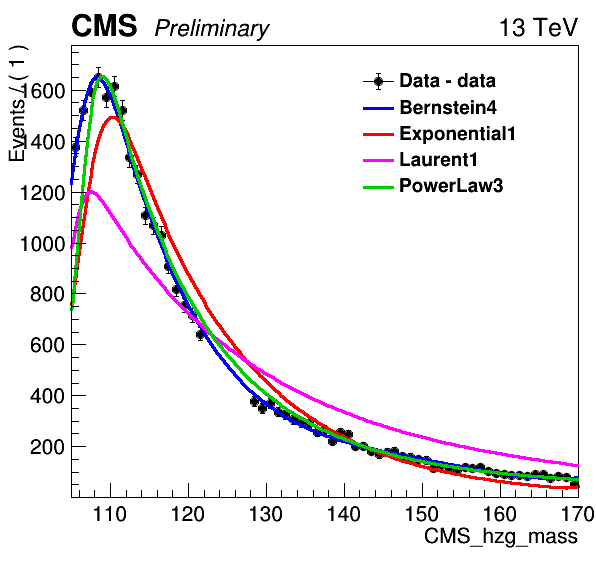 CMS Preliminary 13 TeV
Events / ( 1 )
1600
1400
1200
1000
800
600
400
200
Data - data
Bernstein4
Exponential1
Laurent1
PowerLaw3
110 120 130 140 150 160 170
CMS_hzg_mass